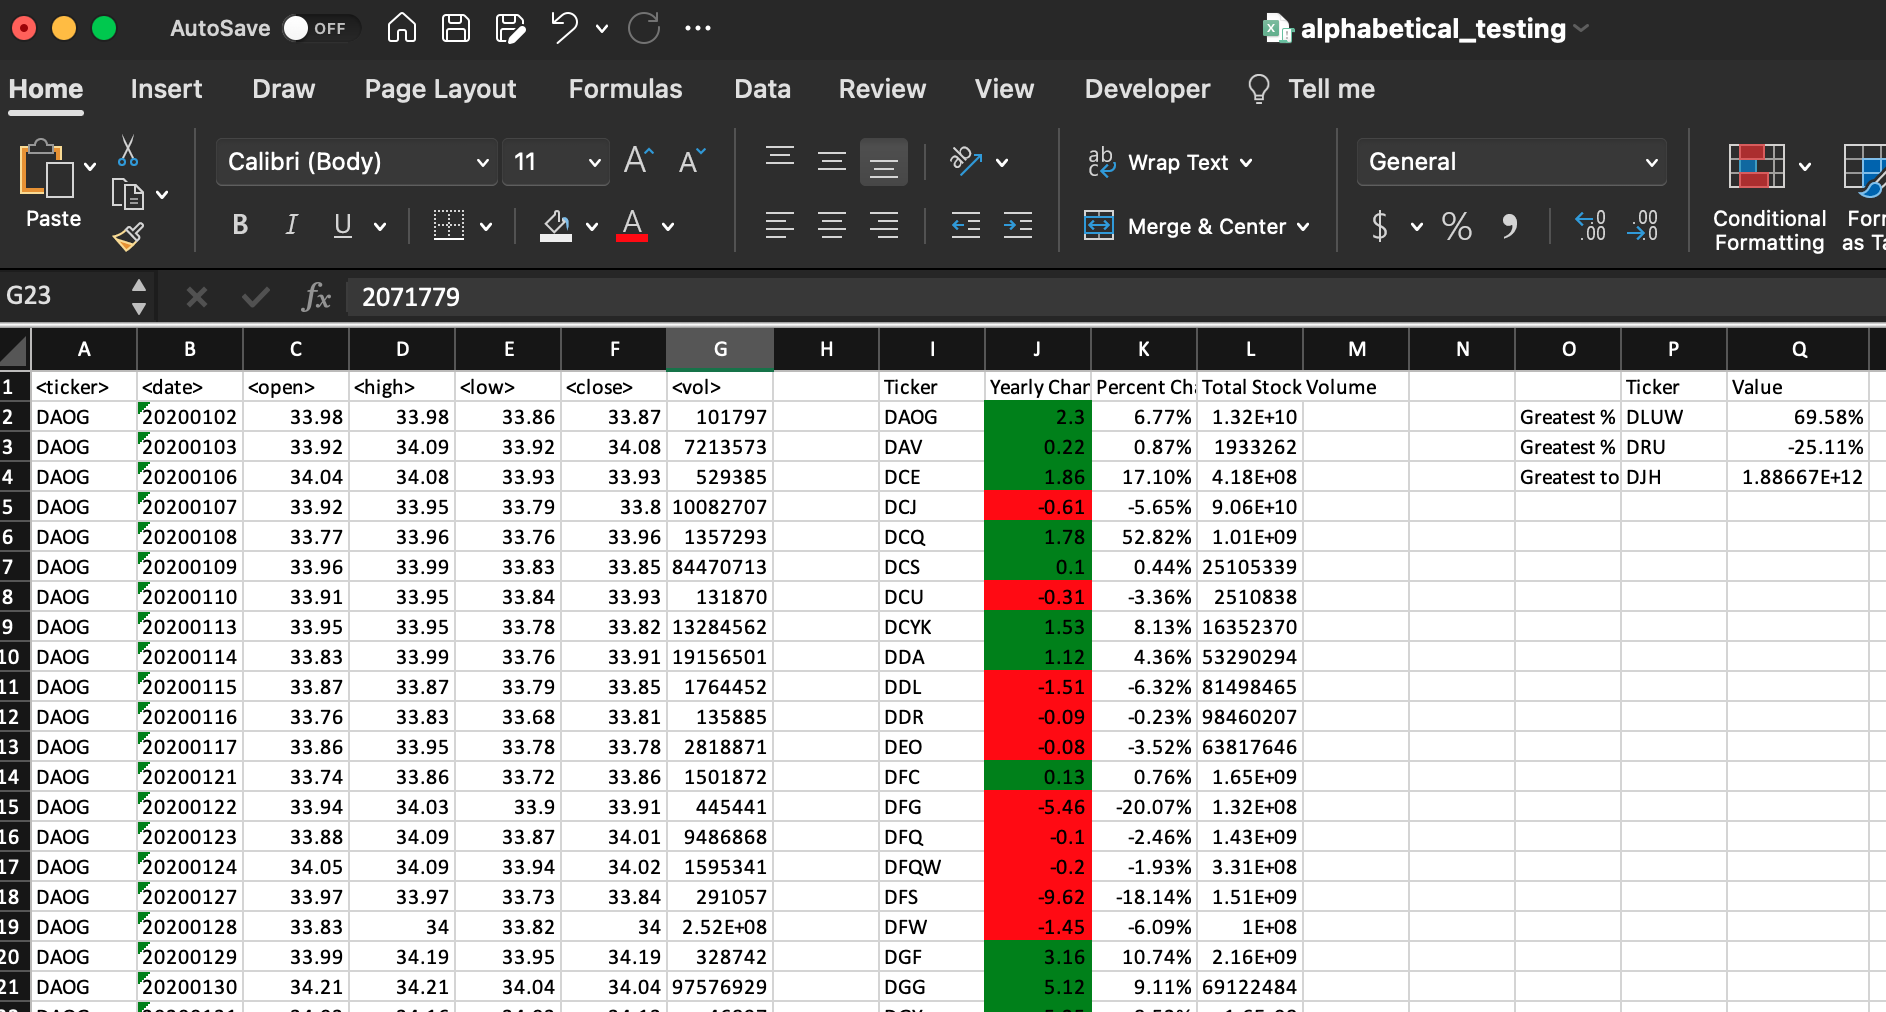 AutoSave OFF alphabetical_testing
Home Insert Draw Page Layout Formulas Data Review View Developer Tell me
Calibri (Body) 11 A A ab Wrap Text General
Paste B I U A Merge & Center $ % Conditional Formatting
G23 fx 2071779
A B C D E F G H I J K L M N O P Q
1 <ticker> <date> <open> <high> <low> <close> <vol> Ticker Yearly Chan Percent Cha Total Stock Volume Ticker Value
2 DAOG 20200102 33.98 33.98 33.86 33.87 101797 DAOG 2.3 6.77% 1.32E+10 Greatest % DLUW 69.58%
3 DAOG 20200103 33.92 34.09 33.92 34.08 7213573 DAV 0.22 0.87% 1933262 Greatest % DRU -25.11%
4 DAOG 20200106 34.04 34.08 33.93 33.93 529385 DCE 1.86 17.10% 4.18E+08 Greatest to DJH 1.88667E+12
5 DAOG 20200107 33.92 33.95 33.79 33.8 10082707 DCJ -0.61 -5.65% 9.06E+10
6 DAOG 20200108 33.77 33.96 33.76 33.96 1357293 DCQ 1.78 52.82% 1.01E+09
7 DAOG 20200109 33.96 33.99 33.83 33.85 84470713 DCS 0.1 0.44% 25105339
8 DAOG 20200110 33.91 33.95 33.84 33.93 131870 DCU -0.31 -3.36% 2510838
9 DAOG 20200113 33.95 33.95 33.78 33.82 13284562 DCYK 1.53 8.13% 16352370
10 DAOG 20200114 33.83 33.99 33.76 33.91 19156501 DDA 1.12 4.36% 53290294
11 DAOG 20200115 33.87 33.87 33.79 33.85 1764452 DDL -1.51 -6.32% 81498465
12 DAOG 20200116 33.76 33.83 33.68 33.81 135885 DDR -0.09 -0.23% 98460207
13 DAOG 20200117 33.86 33.95 33.78 33.78 2818871 DEO -0.08 -3.52% 63817646
14 DAOG 20200121 33.74 33.86 33.72 33.86 1501872 DFC 0.13 0.76% 1.65E+09
15 DAOG 20200122 33.94 34.03 33.9 33.91 445441 DFG -5.46 -20.07% 1.32E+08
16 DAOG 20200123 33.88 34.09 33.87 34.01 9486868 DFQ -0.1 -2.46% 1.43E+09
17 DAOG 20200124 34.05 34.09 33.94 34.02 1595341 DFQW -0.2 -1.93% 3.31E+08
18 DAOG 20200127 33.97 33.97 33.73 33.84 291057 DFS -9.62 -18.14% 1.51E+09
19 DAOG 20200128 33.83 34 33.82 34 2.52E+08 DFW -1.45 -6.09% 1E+08
20 DAOG 20200129 33.99 34.19 33.95 34.19 328742 DGF 3.16 10.74% 2.16E+09
21 DAOG 20200130 34.21 34.21 34.04 34.04 97576929 DGG 5.12 9.11% 69122484